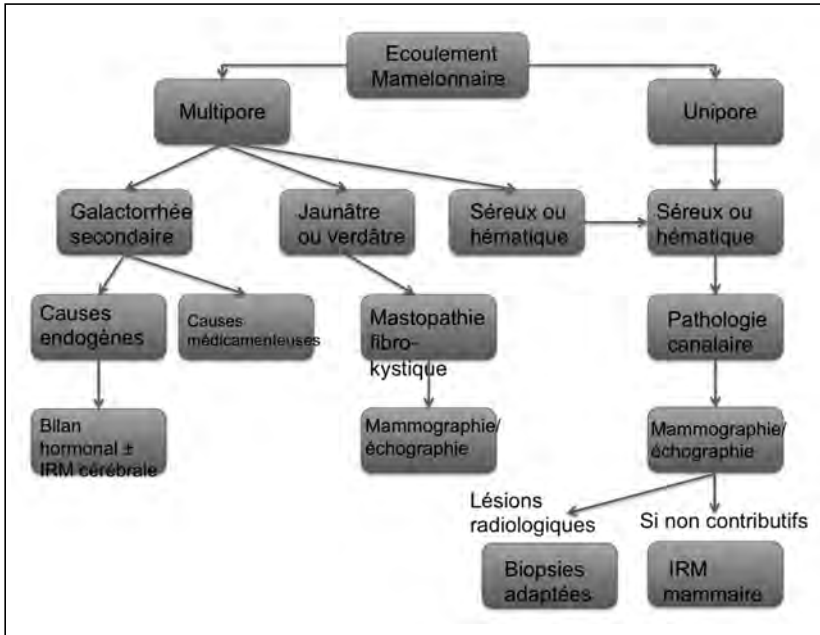 Ecoulement
Mamelonnaire
Multipore
Unipore
Galactorrhée
secondaire
Jaunâtre
ou verdâtre
Séreux ou
hématique
Séreux ou
hématique
Causes
endogènes
Causes
médicamenteuses
Mastopathie
fibro-
kystique
Pathologie
canalaire
Bilan
hormonal ±
IRM cérébrale
Mammographie/
échographie
Mammographie/
échographie
Lésions
radiologiques
Si non contributifs
Biopsies
adaptées
IRM
mammaire